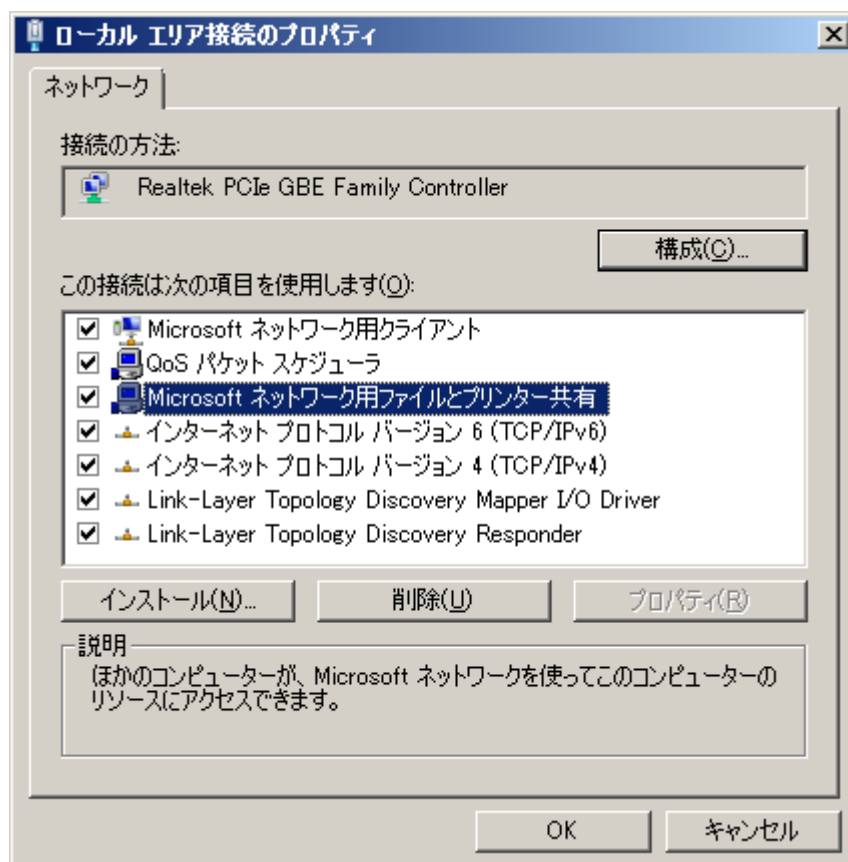 ローカル エリア接続のプロパティ
ネットワーク
接続の方法:
Realtek PCIe GBE Family Controller
構成(C)...
この接続は次の項目を使用します(O):
Microsoft ネットワーク用クライアント
QoS パケット スケジューラ
Microsoft ネットワーク用ファイルとプリンター共有
インターネット プロトコル バージョン 6 (TCP/IPv6)
インターネット プロトコル バージョン 4 (TCP/IPv4)
Link-Layer Topology Discovery Mapper I/O Driver
Link-Layer Topology Discovery Responder
インストール(N)... 削除(U) プロパティ(R)
説明
ほかのコンピューターが、Microsoft ネットワークを使ってこのコンピューターの
リソースにアクセスできます。
OK キャンセル